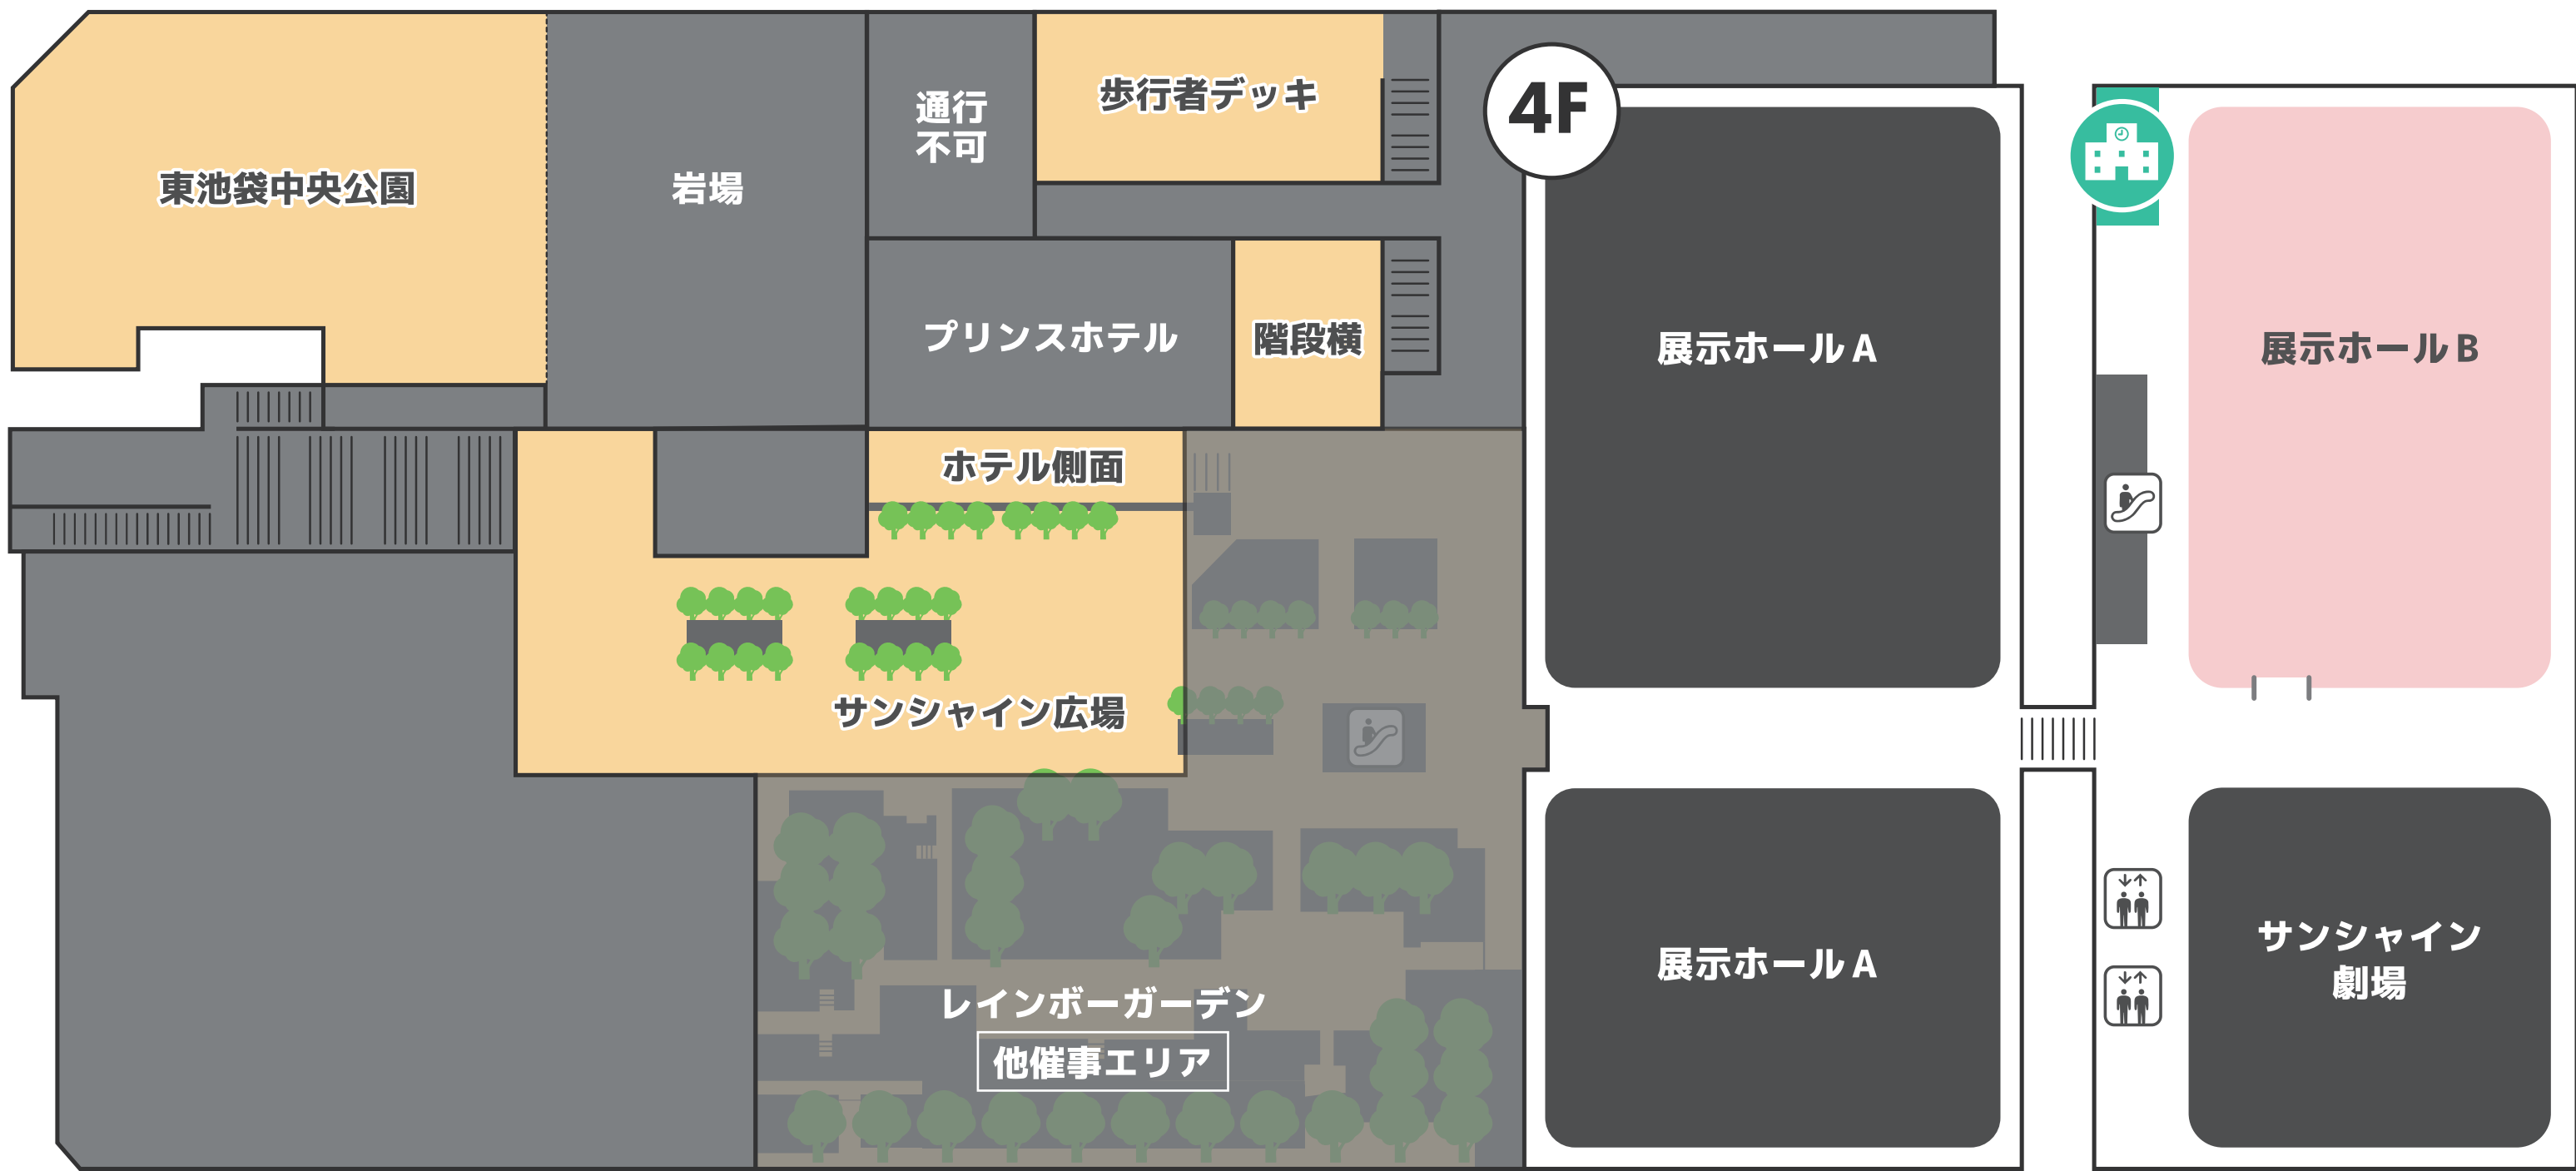 4F
歩行者デッキ
通行
不可
東池袋中央公園
岩場
プリンスホテル
階段横
展示ホールA
展示ホールB
ホテル側面
サンシャイン広場
レインボーガーデン
他催事エリア
展示ホールA
サンシャイン
劇場